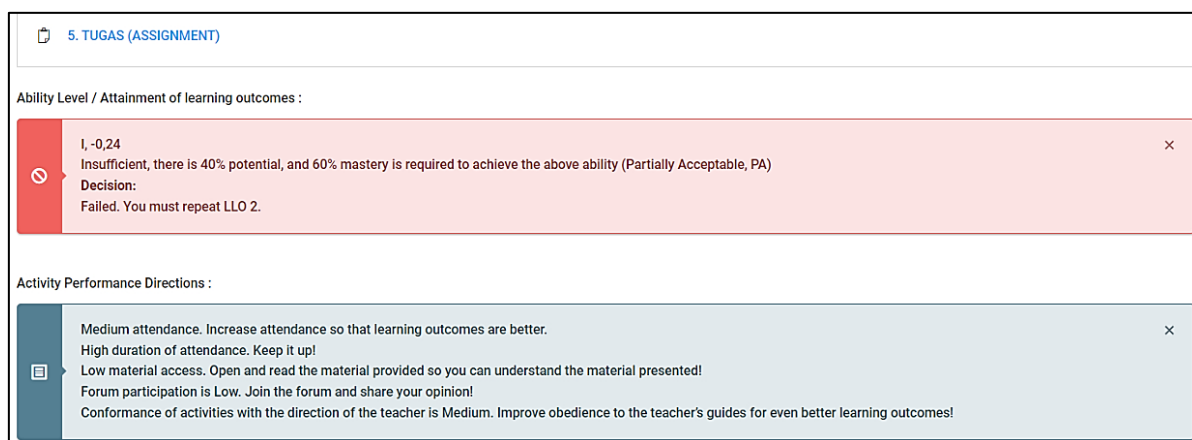 5. TUGAS (ASSIGNMENT)
Ability Level / Attainment of learning outcomes :
I, -0,24
Insufficient, there is 40% potential, and 60% mastery is required to achieve the above ability (Partially Acceptable, PA)
Decision:
Failed. You must repeat LLO 2.
Activity Performance Directions :
Medium attendance. Increase attendance so that learning outcomes are better.
High duration of attendance. Keep it up!
Low material access. Open and read the material provided so you can understand the material presented!
Forum participation is Low. Join the forum and share your opinion!
Conformance of activities with the direction of the teacher is Medium. Improve obedience to the teacher's guides for even better learning outcomes!